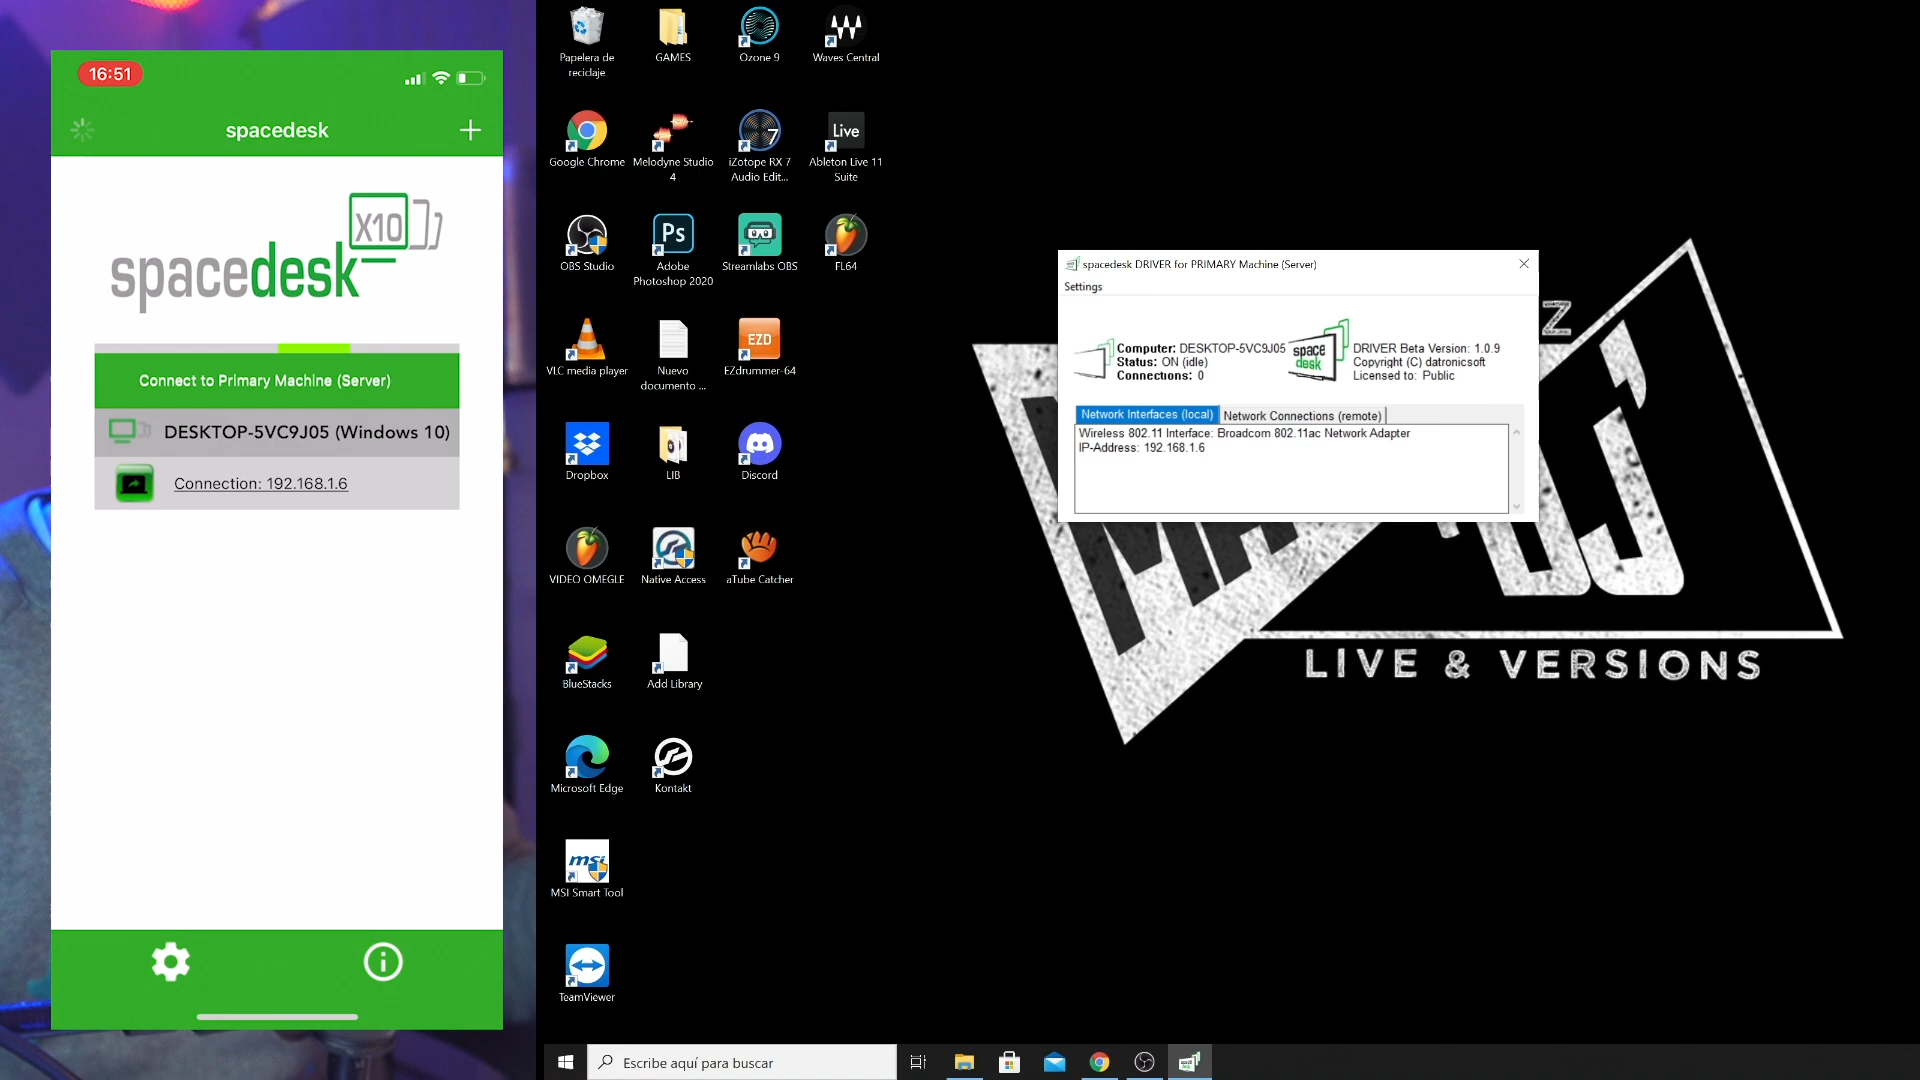 16:51
spacedesk
X10
spacedesk
Connect to Primary Machine (Server)
DESKTOP-5VC9J05 (Windows 10)
Connection: 192.168.1.6
Papelera de
reciclaje
GAMES
Ozone 9
Waves Central
Google Chrome
Melodyne Studio
4
7
iZotope RX 7
Audio Edit...
Live
Ableton Live 11
Suite
OBS Studio
Ps
Adobe
Photoshop 2020
Streamlabs OBS
FL64
VLC media player
Nuevo
documento ...
EZD
EZdrummer-64
Dropbox
LIB
Discord
VIDEO OMEGLE
Native Access
aTube Catcher
BlueStacks
Add Library
Microsoft Edge
Kontakt
msi
MSI Smart Tool
TeamViewer
spacedesk DRIVER for PRIMARY Machine (Server)
Settings
Computer: DESKTOP-5VC9J05
Status: ON (idle)
Connections: 0
space
desk
DRIVER Beta Version: 1.0.9
Copyright (C) datronicsoft
Licensed to: Public
Network Interfaces (local)
Network Connections (remote)
Wireless 802.11 Interface: Broadcom 802.11ac Network Adapter
IP-Address: 192.168.1.6
LIVE & VERSIONS
Escribe aquí para buscar